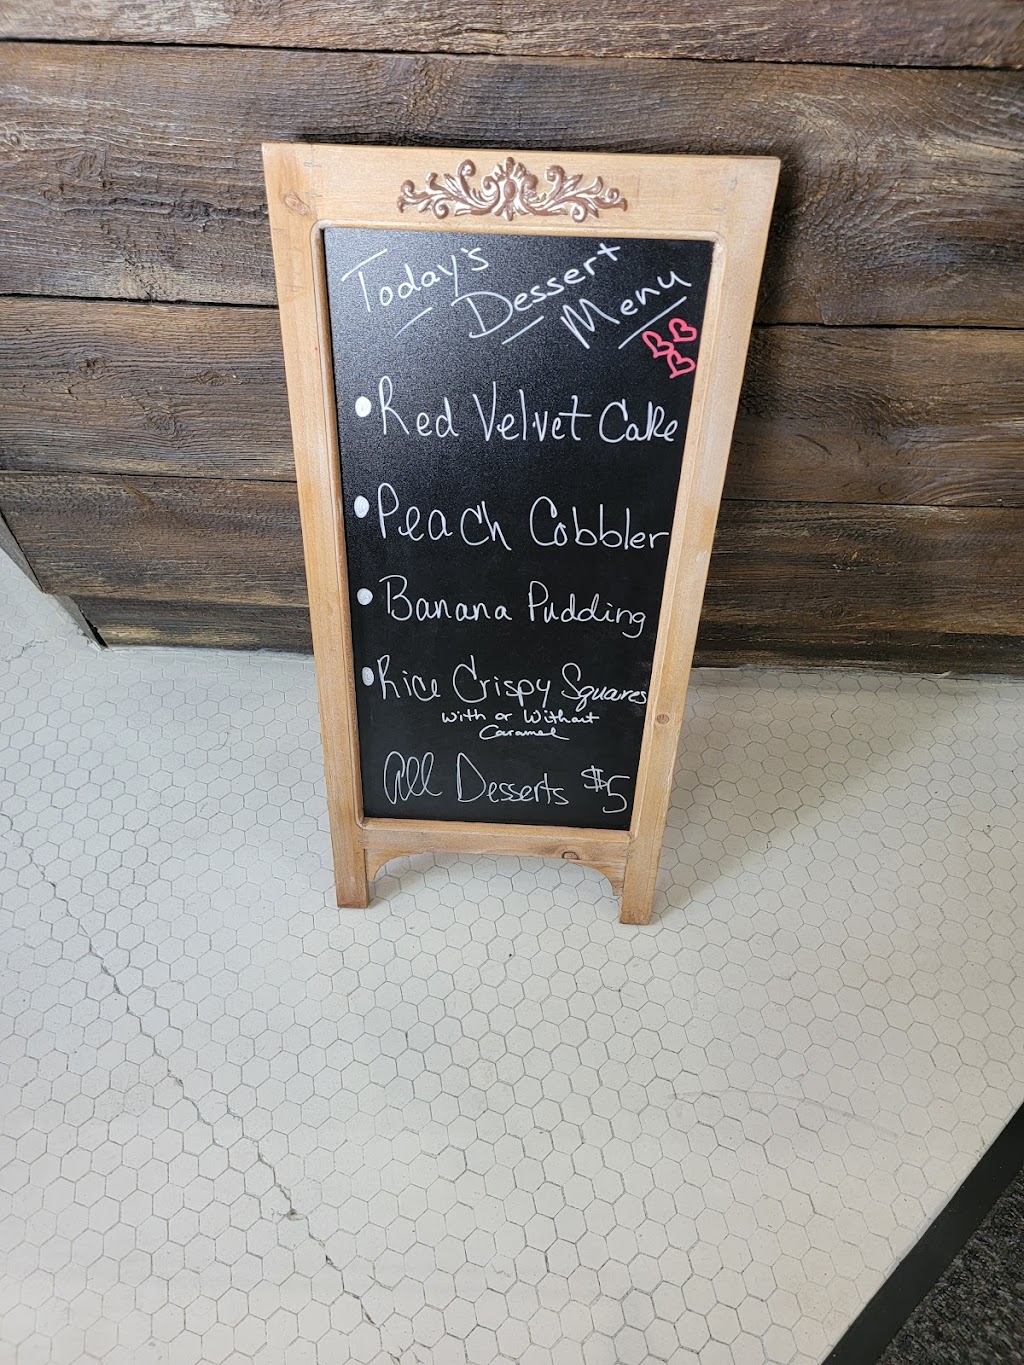 Today's Dessert Menu
• Red Velvet Cake
• Peach Cobbler
• Banana Pudding
• Rice Crispy Squares
with or without
Caramel
All Desserts $5